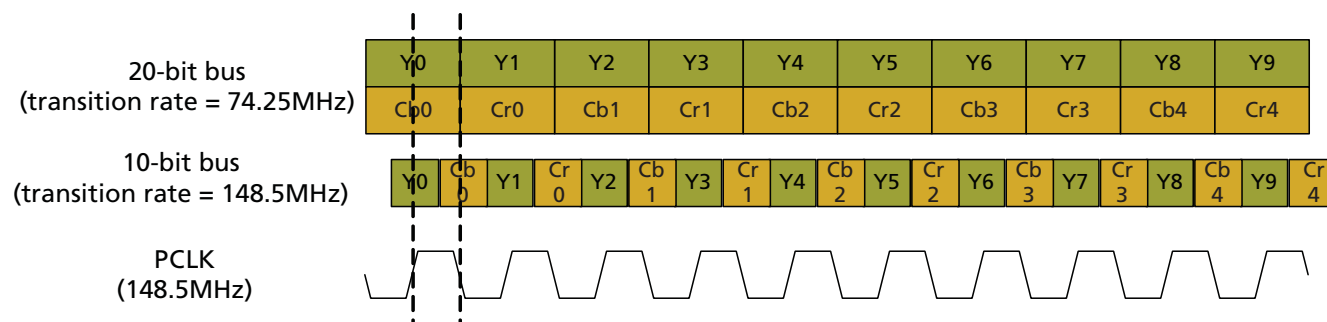 20-bit bus
(transition rate = 74.25MHz)
Y0 Y1 Y2 Y3 Y4 Y5 Y6 Y7 Y8 Y9
Cb0 Cr0 Cb1 Cr1 Cb2 Cr2 Cb3 Cr3 Cb4 Cr4
10-bit bus
(transition rate = 148.5MHz)
Y0 Cb 0 Y1 Cr 0 Y2 Cb 1 Y3 Cr 1 Y4 Cb 2 Y5 Cr 2 Y6 Cb 3 Y7 Cr 3 Y8 Cb 4 Y9 Cr 4
PCLK
(148.5MHz)